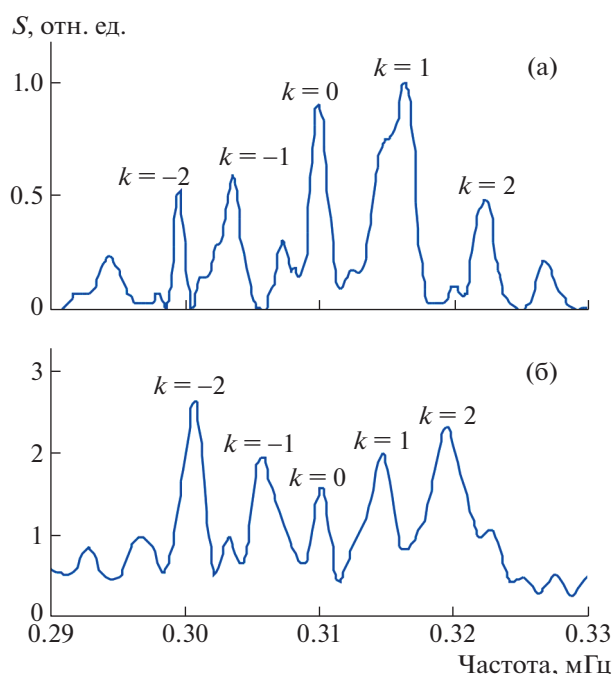 S, отн. ед.
(а)
1.0
k = 1
k = 0
k = –1
k = –2
k = 2
0.5
0
(б)
3
k = –2
k = 2
k = 1
k = –1
k = 0
2
1
0
0.29 0.30 0.31 0.32 0.33
Частота, мГц